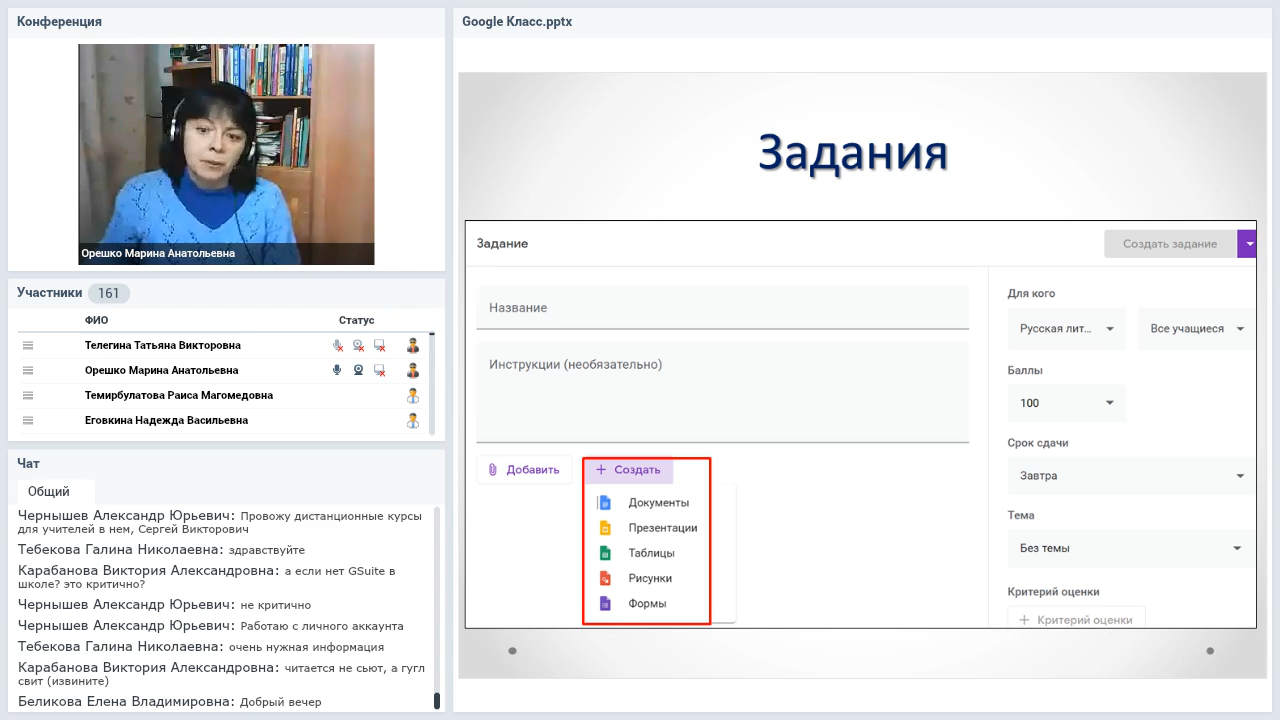 Конференция
Орешко Марина Анатольевна
Участники 161
ФИО Статус
Телегина Татьяна Викторовна
Орешко Марина Анатольевна
Темирбулатова Раиса Магомедовна
Еговкина Надежда Васильевна
Чат
Общий
Чернышев Александр Юрьевич: Провожу дистанционные курсы
для учителей в нем, Сергей Викторович
Тебекова Галина Николаевна: здравствуйте
Карабанова Виктория Александровна: а если нет GSuite в
школе? это критично?
Чернышев Александр Юрьевич: не критично
Чернышев Александр Юрьевич: Работаю с личного аккаунта
Тебекова Галина Николаевна: очень нужная информация
Карабанова Виктория Александровна: читается не сьют, а гугл
свит (извините)
Беликова Елена Владимировна: Добрый вечер
Google Класс.pptx
Задания
Задание
Создать задание
Название
Инструкции (необязательно)
Добавить
+ Создать
Документы
Презентации
Таблицы
Рисунки
Формы
Для кого
Русская лит... Все учащиеся
Баллы
100
Срок сдачи
Завтра
Тема
Без темы
Критерий оценки
+ Критерий оценки